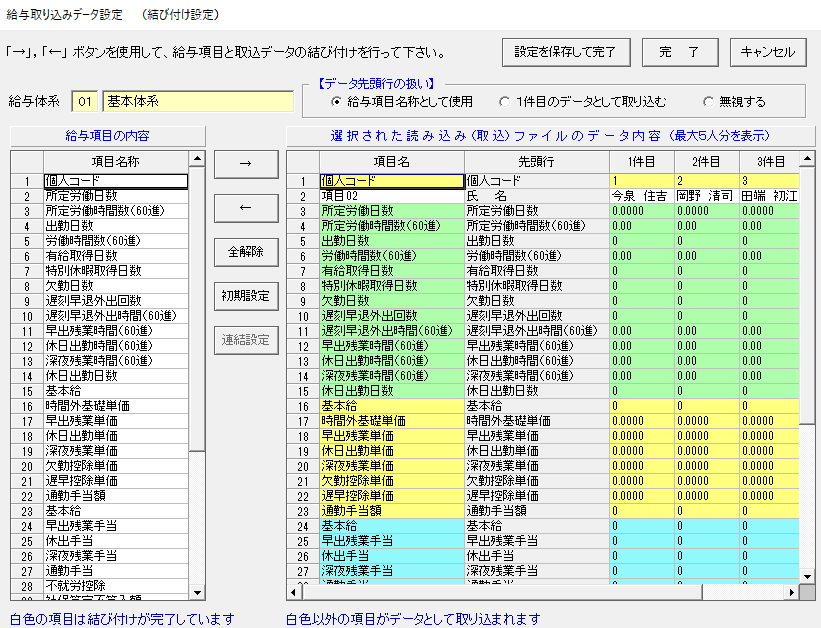 給与取り込みデータ設定　（結び付け設定）
「→」,「←」 ボタンを使用して、給与項目と取込データの結び付けを行って下さい。
設定を保存して完了
完　了
キャンセル
給与体系 01 基本体系
【データ先頭行の扱い】
給与項目名称として使用 1件目のデータとして取り込む 無視する
給与項目の内容
項目名称
1 個人コード
2 所定労働日数
3 所定労働時間数(60進)
4 出勤日数
5 労働時間数(60進)
6 有給取得日数
7 特別休暇取得日数
8 欠勤日数
9 遅刻早退外出回数
10 遅刻早退外出時間(60進)
11 早出残業時間(60進)
12 休日出勤時間(60進)
13 深夜残業時間(60進)
14 休日出勤日数
15 基本給
16 時間外基礎単価
17 早出残業単価
18 休日出勤単価
19 深夜残業単価
20 欠勤控除単価
21 遅早控除単価
22 通勤手当額
23 基本給
24 早出残業手当
25 休出手当
26 深夜残業手当
27 通勤手当
28 不就労控除
→
←
全解除
初期設定
連結設定
選択された読み込み(取込)ファイルのデータ内容 (最大5人分を表示)
項目名 先頭行 1件目 2件目 3件目
1 個人コード 個人コード 1 2 3
2 項目02 氏　名 今泉　住吉 岡野　清司 田端　初江
3 所定労働日数 所定労働日数 0.0000 0.0000 0.0000
4 所定労働時間数(60進) 所定労働時間数(60進) 0.00 0.00 0.00
5 出勤日数 出勤日数 0 0 0
6 労働時間数(60進) 労働時間数(60進) 0.00 0.00 0.00
7 有給取得日数 有給取得日数 0 0 0
8 特別休暇取得日数 特別休暇取得日数 0 0 0
9 欠勤日数 欠勤日数 0 0 0
10 遅刻早退外出回数 遅刻早退外出回数 0 0 0
11 遅刻早退外出時間(60進) 遅刻早退外出時間(60進) 0.00 0.00 0.00
12 早出残業時間(60進) 早出残業時間(60進) 0.00 0.00 0.00
13 休日出勤時間(60進) 休日出勤時間(60進) 0.00 0.00 0.00
14 深夜残業時間(60進) 深夜残業時間(60進) 0.00 0.00 0.00
15 休日出勤日数 休日出勤日数 0 0 0
16 基本給 基本給 0 0 0
17 時間外基礎単価 時間外基礎単価 0.0000 0.0000 0.0000
18 早出残業単価 早出残業単価 0.0000 0.0000 0.0000
19 休日出勤単価 休日出勤単価 0.0000 0.0000 0.0000
20 深夜残業単価 深夜残業単価 0.0000 0.0000 0.0000
21 欠勤控除単価 欠勤控除単価 0.0000 0.0000 0.0000
22 遅早控除単価 遅早控除単価 0.0000 0.0000 0.0000
23 通勤手当額 通勤手当額 0 0 0
24 基本給 基本給 0 0 0
25 早出残業手当 早出残業手当 0 0 0
26 休出手当 休出手当 0 0 0
27 深夜残業手当 深夜残業手当 0 0 0
白色の項目は結び付けが完了しています
白色以外の項目がデータとして取り込まれます